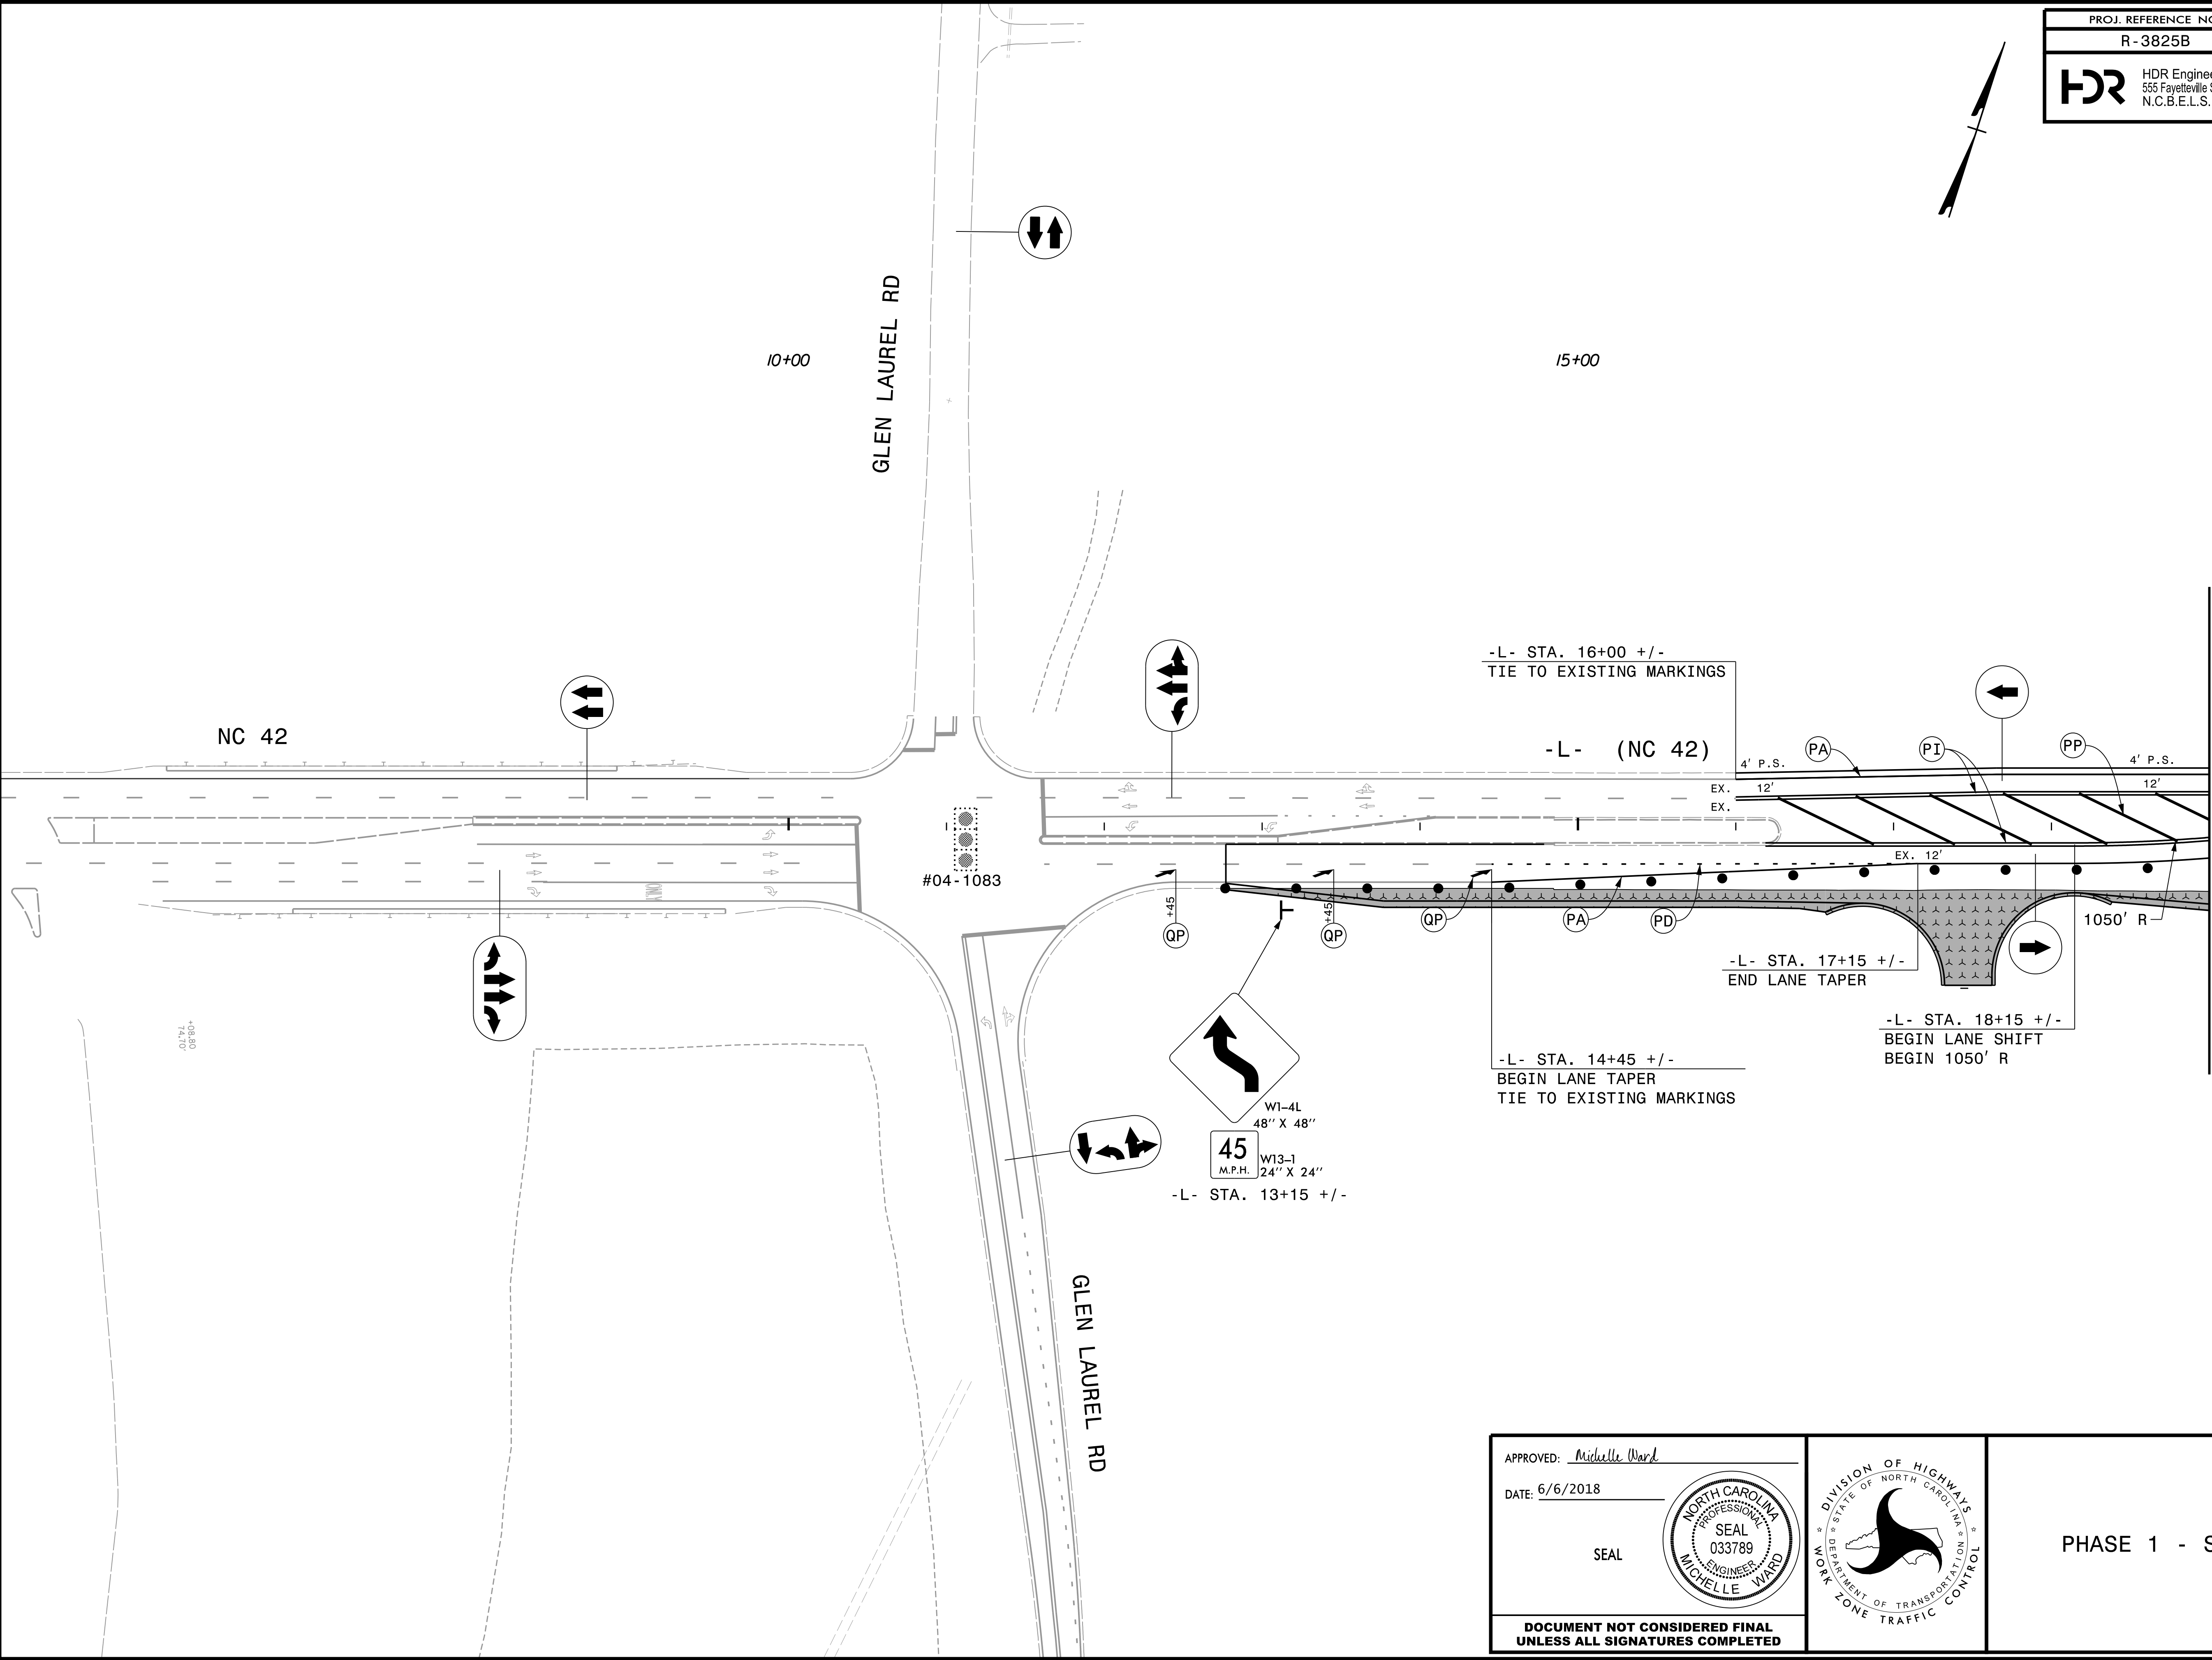 PROJ. REFERENCE NO
R-3825B
HDR
HDR Enginee
555 Fayetteville S
N.C.B.E.L.S.
GLEN LAUREL RD
10+00
15+00
-L- STA. 16+00 +/-
TIE TO EXISTING MARKINGS
NC 42
-L- (NC 42)
PA
PI
PP
4' P.S.
4' P.S.
EX. 12'
12'
EX.
#04-1083
ONLY
EX. 12'
+45
QP
+45
QP
QP
PA
PD
1050' R
-L- STA. 17+15 +/-
END LANE TAPER
-L- STA. 18+15 +/-
BEGIN LANE SHIFT
BEGIN 1050' R
-L- STA. 14+45 +/-
BEGIN LANE TAPER
TIE TO EXISTING MARKINGS
+08.80
74.70'
W1-4L
48" X 48"
45
M.P.H.
W13-1
24" X 24"
-L- STA. 13+15 +/-
GLEN LAUREL RD
APPROVED: Michelle Ward
DATE: 6/6/2018
SEAL
NORTH CAROLINA
PROFESSIONAL
SEAL
033789
ENGINEER
MICHELLE WARD
DOCUMENT NOT CONSIDERED FINAL
UNLESS ALL SIGNATURES COMPLETED
DIVISION OF HIGHWAYS
STATE OF NORTH CAROLINA
DEPARTMENT OF TRANSPORTATION
WORK ZONE TRAFFIC CONTROL
PHASE 1 - S